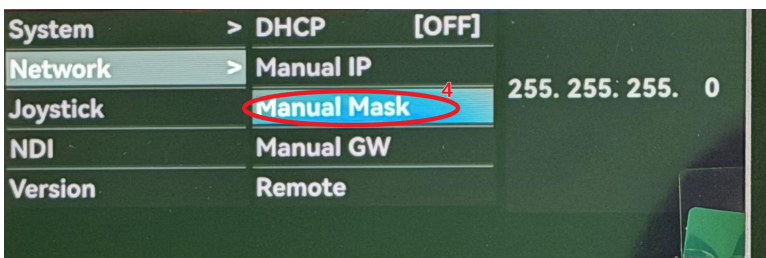 System > DHCP [OFF]
Network > Manual IP
4
Joystick Manual Mask 255. 255. 255. 0
NDI Manual GW
Version Remote